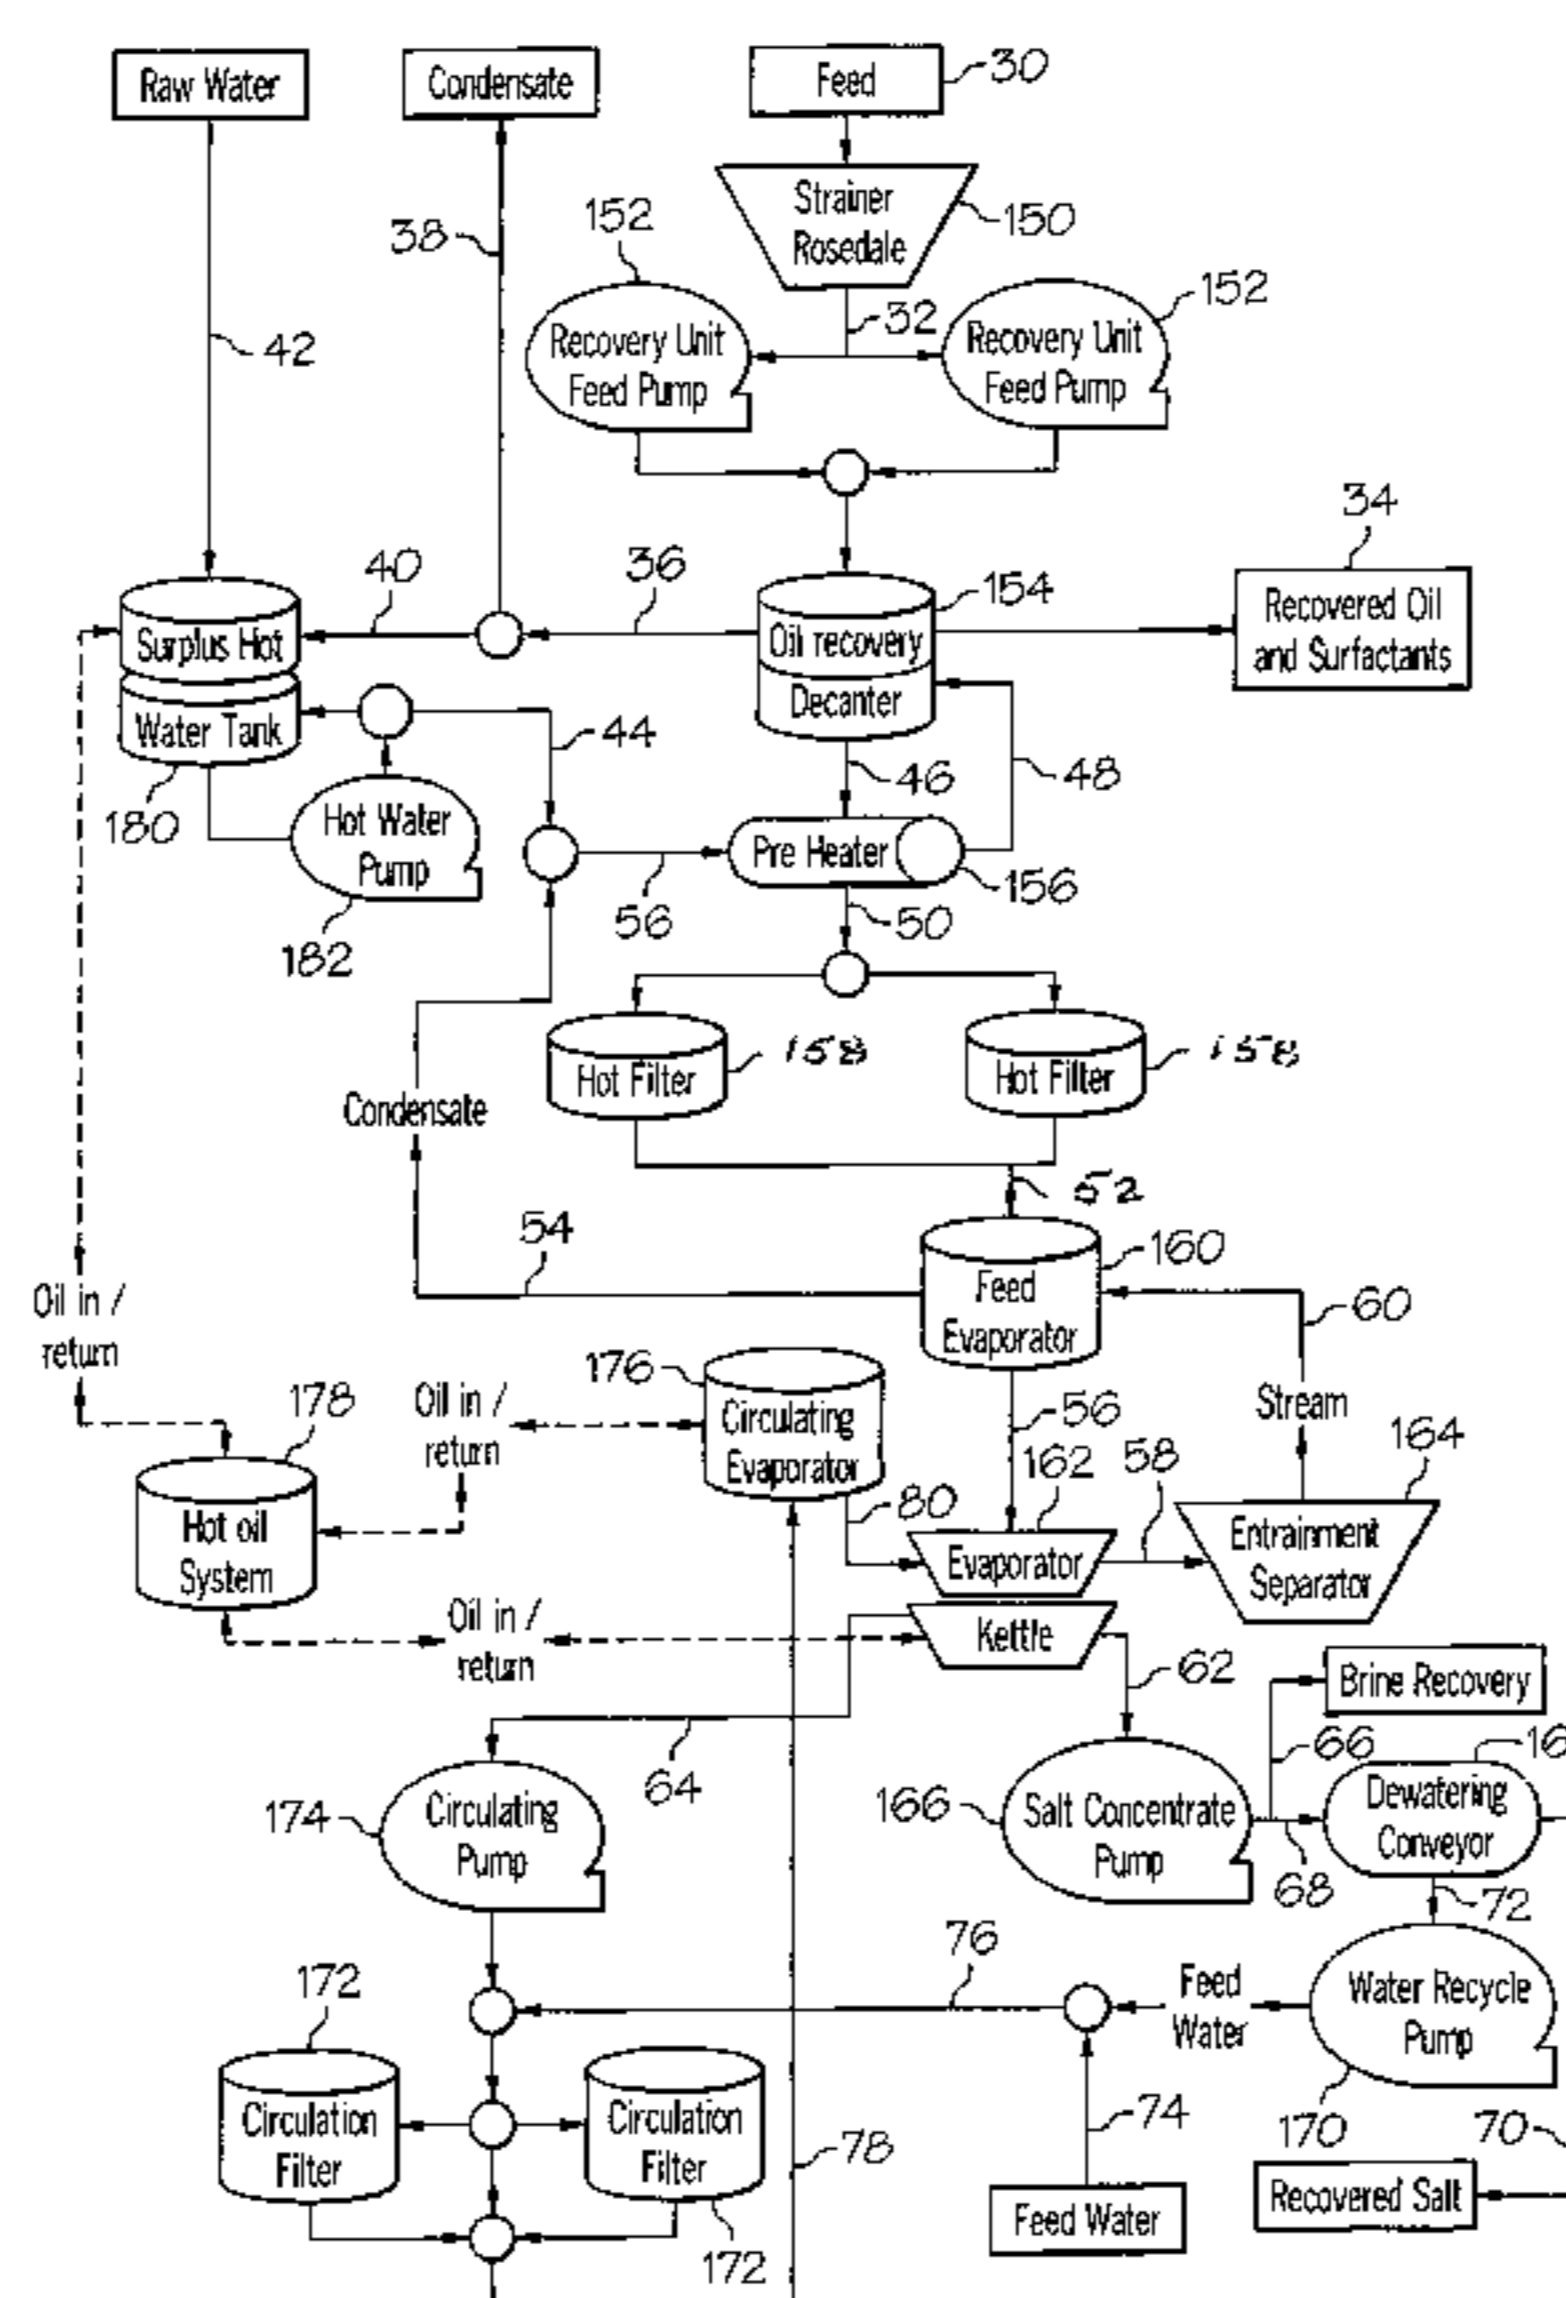 Raw Water
Condensate
Feed
30
Strainer
Rosedale
150
38
152
152
32
42
Recovery Unit
Feed Pump
Recovery Unit
Feed Pump
34
40
36
154
Recovered Oil
and Surfactants
Surplus Hot
Water Tank
Oil recovery
Decanter
44
46
48
180
Hot Water
Pump
Pre Heater
156
56
50
182
Hot Filter
158
Hot Filter
158
Condensate
52
54
160
Feed
Evaporator
60
Oil in /
return
176
178
Oil in /
return
Circulating
Evaporator
56
Stream
162
58
164
80
Hot oil
System
Evaporator
Entrainment
Separator
Oil in /
return
Kettle
62
Brine Recovery
66
64
174
Circulating
Pump
166
Salt Concentrate
Pump
Dewatering
Conveyor
68
72
76
172
Feed
Water
Water Recycle
Pump
Circulation
Filter
Circulation
Filter
78
74
170
70
Feed Water
Recovered Salt
172